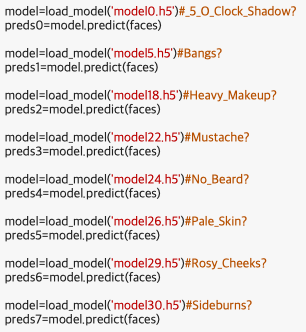 model=load_model('model0.h5')#_5_O_Clock_Shadow?
preds0=model.predict(faces)
model=load_model('model5.h5')#Bangs?
preds1=model.predict(faces)
model=load_model('model18.h5')#Heavy_Makeup?
preds2=model.predict(faces)
model=load_model('model22.h5')#Mustache?
preds3=model.predict(faces)
model=load_model('model24.h5')#No_Beard?
preds4=model.predict(faces)
model=load_model('model26.h5')#Pale_Skin?
preds5=model.predict(faces)
model=load_model('model29.h5')#Rosy_Cheeks?
preds6=model.predict(faces)
model=load_model('model30.h5')#Sideburns?
preds7=model.predict(faces)